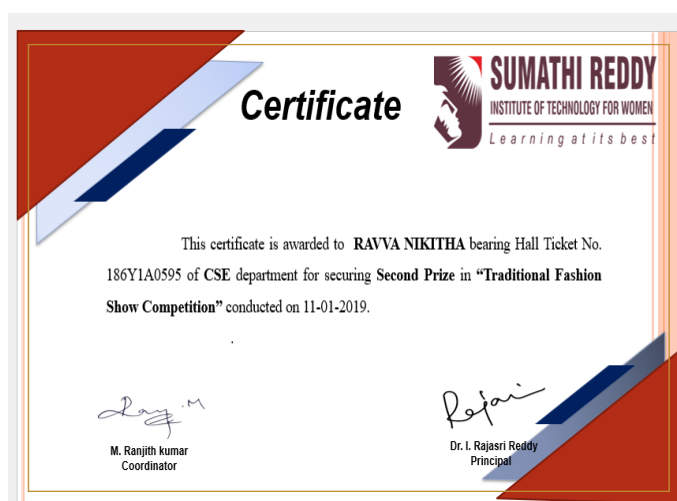 Certificate
SUMATHI REDDY
INSTITUTE OF TECHNOLOGY FOR WOMEN
Learning at its best
This certificate is awarded to RAVVA NIKITHA bearing Hall Ticket No.
186Y1A0595 of CSE department for securing Second Prize in “Traditional Fashion
Show Competition” conducted on 11-01-2019.
.
M. Ranjith kumar
Coordinator
Dr. I. Rajasri Reddy
Principal